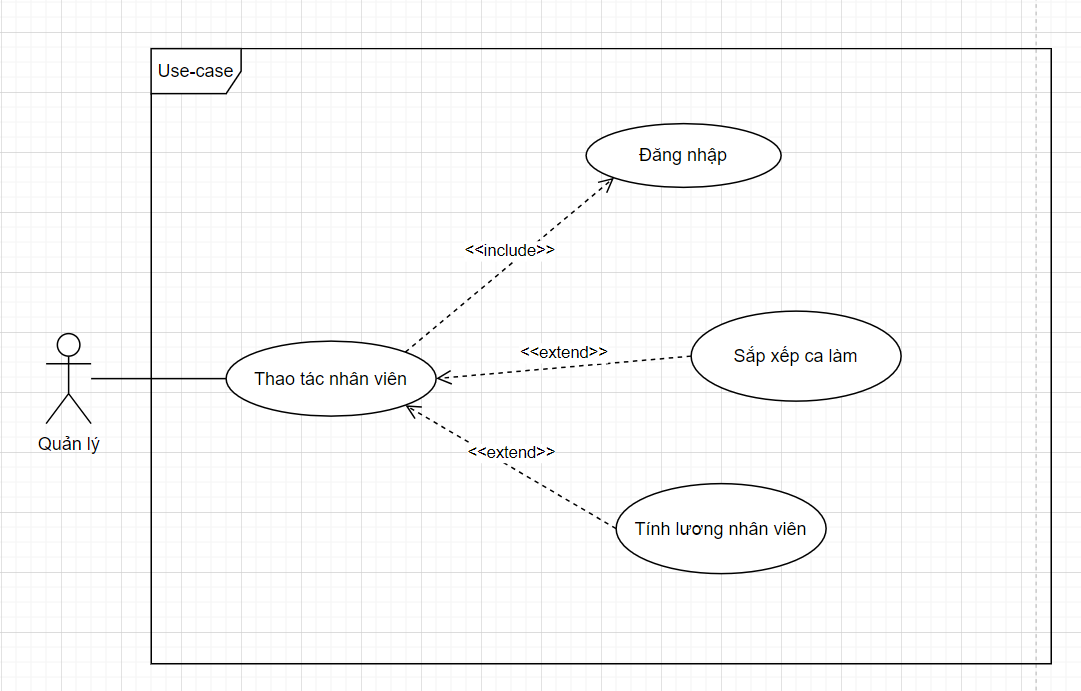 Use-case
Đăng nhập
<<include>>
<<extend>>
Sắp xếp ca làm
Thao tác nhân viên
Quản lý
<<extend>>
Tính lương nhân viên